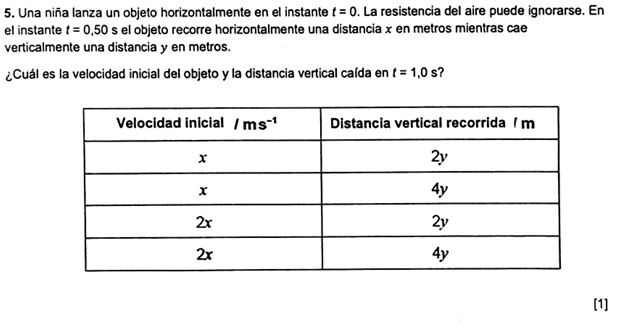 5. Una niña lanza un objeto horizontalmente en el instante t = 0. La resistencia del aire puede ignorarse. En
el instante t = 0,50 s el objeto recorre horizontalmente una distancia x en metros mientras cae
verticalmente una distancia y en metros.
¿Cuál es la velocidad inicial del objeto y la distancia vertical caída en t = 1,0 s?
Velocidad inicial / m s⁻¹ Distancia vertical recorrida / m
x 2y
x 4y
2x 2y
2x 4y
[1]